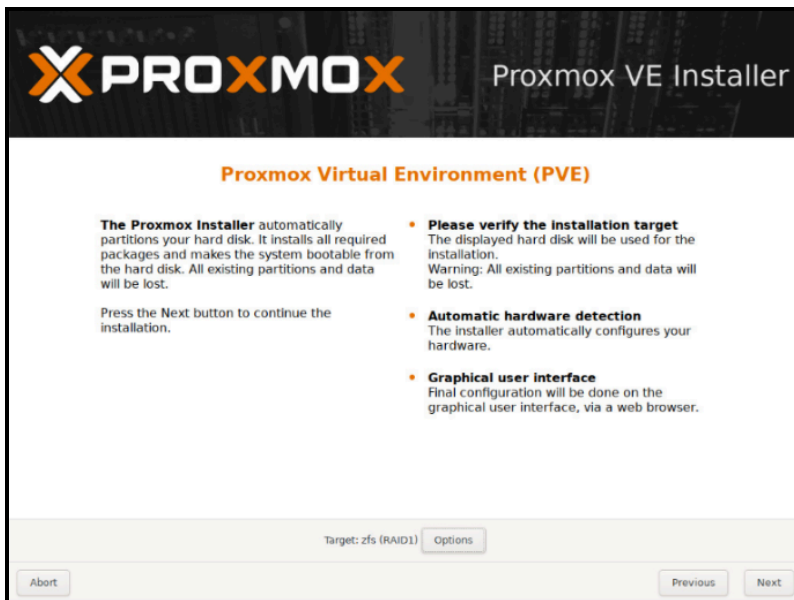 PROXMOX
Proxmox VE Installer
Proxmox Virtual Environment (PVE)
The Proxmox Installer automatically
partitions your hard disk. It installs all required
packages and makes the system bootable from
the hard disk. All existing partitions and data
will be lost.
Press the Next button to continue the
installation.
• Please verify the installation target
The displayed hard disk will be used for the
installation.
Warning: All existing partitions and data will
be lost.
• Automatic hardware detection
The installer automatically configures your
hardware.
• Graphical user interface
Final configuration will be done on the
graphical user interface, via a web browser.
Target: zfs (RAID1) Options
Abort
Previous
Next